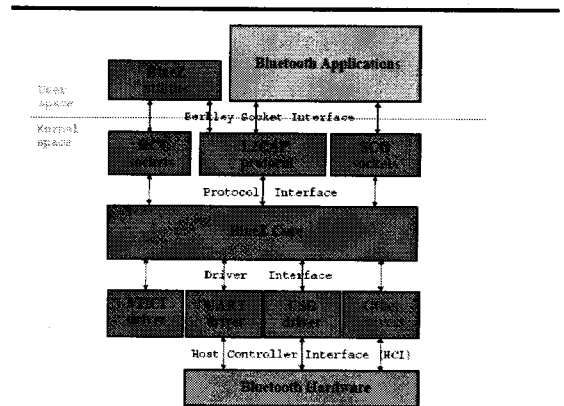 BlueZ
Utilities
Bluetooth Applications
User
space
Berkley Socket Interface
Kernel
space
HCI
sockets
L2CAP
protocol
SCO
sockets
Protocol Interface
BlueZ Core
Driver Interface
VHCI
driver
UART
driver
USB
driver
Other
Host Controller Interface (HCI)
Bluetooth Hardware